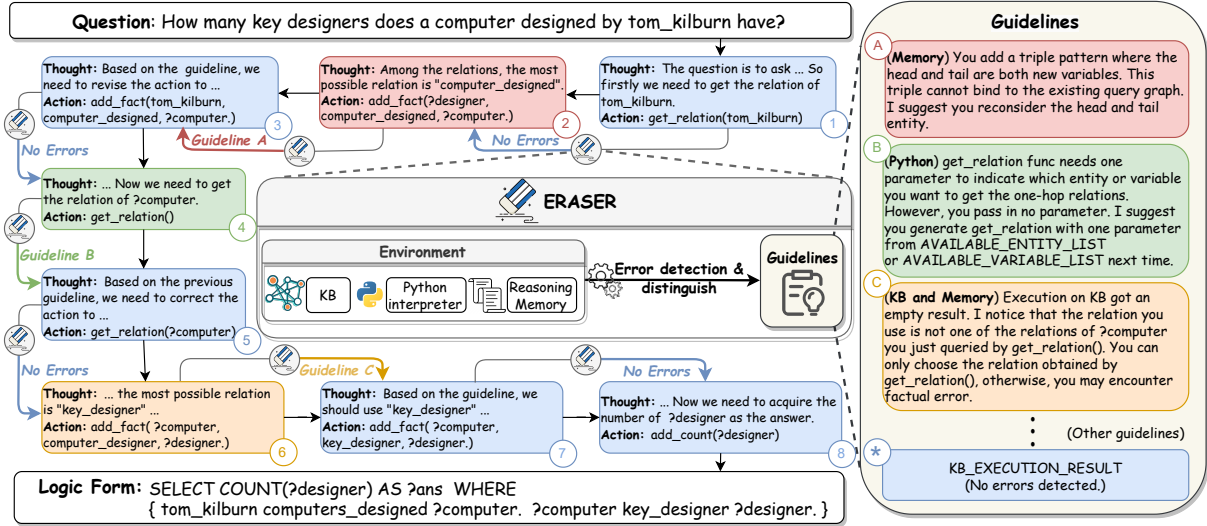 Question: How many key designers does a computer designed by tom_kilburn have?
Thought: The question is to ask ... So
firstly we need to get the relation of
tom_kilburn.
Action: get_relation(tom_kilburn)
1
No Errors
Thought: Among the relations, the most
possible relation is "computer_designed".
Action: add_fact(?designer,
computer_designed, ?computer.)
2
Guideline A
Thought: Based on the guideline, we
need to revise the action to ...
Action: add_fact(tom_kilburn,
computer_designed, ?computer.)
3
No Errors
Thought: ... Now we need to get
the relation of ?computer.
Action: get_relation()
4
Guideline B
Thought: Based on the previous
guideline, we need to correct the
action to ...
Action: get_relation(?computer)
5
No Errors
Thought: ... the most possible relation
is "key_designer" ...
Action: add_fact( ?computer,
computer_designer, ?designer.)
6
Guideline C
Thought: Based on the guideline, we
should use "key_designer" ...
Action: add_fact( ?computer,
key_designer, ?designer.)
7
No Errors
Thought: ... Now we need to acquire the
number of ?designer as the answer.
Action: add_count(?designer)
8
ERASER
Environment
KB
Python
interpreter
Reasoning
Memory
Error detection &
distinguish
Guidelines
Logic Form: SELECT COUNT(?designer) AS ?ans WHERE
{ tom_kilburn computers_designed ?computer. ?computer key_designer ?designer. }
Guidelines
A
(Memory) You add a triple pattern where the
head and tail are both new variables. This
triple cannot bind to the existing query graph.
I suggest you reconsider the head and tail
entity.
B
(Python) get_relation func needs one
parameter to indicate which entity or variable
you want to get the one-hop relations.
However, you pass in no parameter. I suggest
you generate get_relation with one parameter
from AVAILABLE_ENTITY_LIST
or AVAILABLE_VARIABLE_LIST next time.
C
(KB and Memory) Execution on KB got an
empty result. I notice that the relation you
use is not one of the relations of ?computer
you just queried by get_relation(). You can
only choose the relation obtained by
get_relation(), otherwise, you may encounter
factual error.
(Other guidelines)
*
KB_EXECUTION_RESULT
(No errors detected.)